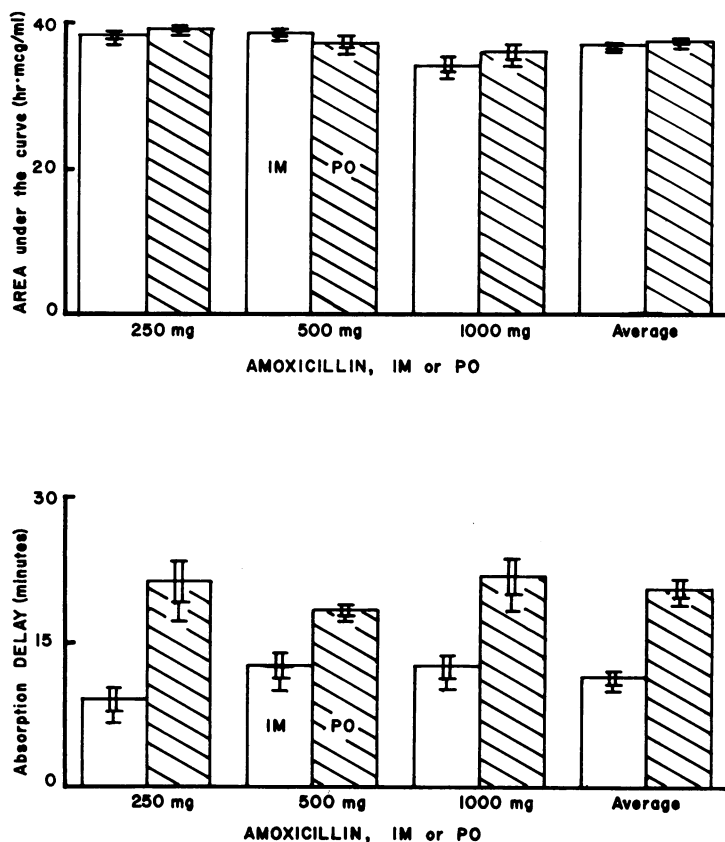 AREA under the curve (hr·mcg/ml)
40
20
0
IM PO
250 mg 500 mg 1000 mg Average
AMOXICILLIN, IM or PO
Absorption DELAY (minutes)
30
15
0
IM PO
250 mg 500 mg 1000 mg Average
AMOXICILLIN, IM or PO